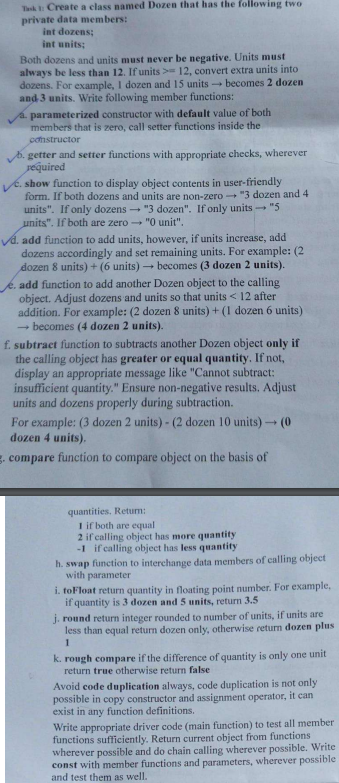 Task 1: Create a class named Dozen that has the following two
private data members:
int dozens;
int units;
Both dozens and units must never be negative. Units must
always be less than 12. If units >= 12, convert extra units into
dozens. For example, 1 dozen and 15 units → becomes 2 dozen
and 3 units. Write following member functions:
a. parameterized constructor with default value of both
members that is zero, call setter functions inside the
constructor
b. getter and setter functions with appropriate checks, wherever
required
c. show function to display object contents in user-friendly
form. If both dozens and units are non-zero → "3 dozen and 4
units". If only dozens → "3 dozen". If only units → "5
units". If both are zero → "0 unit".
d. add function to add units, however, if units increase, add
dozens accordingly and set remaining units. For example: (2
dozen 8 units) + (6 units) → becomes (3 dozen 2 units).
e. add function to add another Dozen object to the calling
object. Adjust dozens and units so that units < 12 after
addition. For example: (2 dozen 8 units) + (1 dozen 6 units)
→ becomes (4 dozen 2 units).
f. subtract function to subtracts another Dozen object only if
the calling object has greater or equal quantity. If not,
display an appropriate message like "Cannot subtract:
insufficient quantity." Ensure non-negative results. Adjust
units and dozens properly during subtraction.
For example: (3 dozen 2 units) - (2 dozen 10 units) → (0
dozen 4 units).
g. compare function to compare object on the basis of
quantities. Return:
1 if both are equal
2 if calling object has more quantity
-1 if calling object has less quantity
h. swap function to interchange data members of calling object
with parameter
i. toFloat return quantity in floating point number. For example,
if quantity is 3 dozen and 5 units, return 3.5
j. round return integer rounded to number of units, if units are
less than equal return dozen only, otherwise return dozen plus
1
k. rough compare if the difference of quantity is only one unit
return true otherwise return false
Avoid code duplication always, code duplication is not only
possible in copy constructor and assignment operator, it can
exist in any function definitions.
Write appropriate driver code (main function) to test all member
functions sufficiently. Return current object from functions
wherever possible and do chain calling wherever possible. Write
const with member functions and parameters, wherever possible
and test them as well.